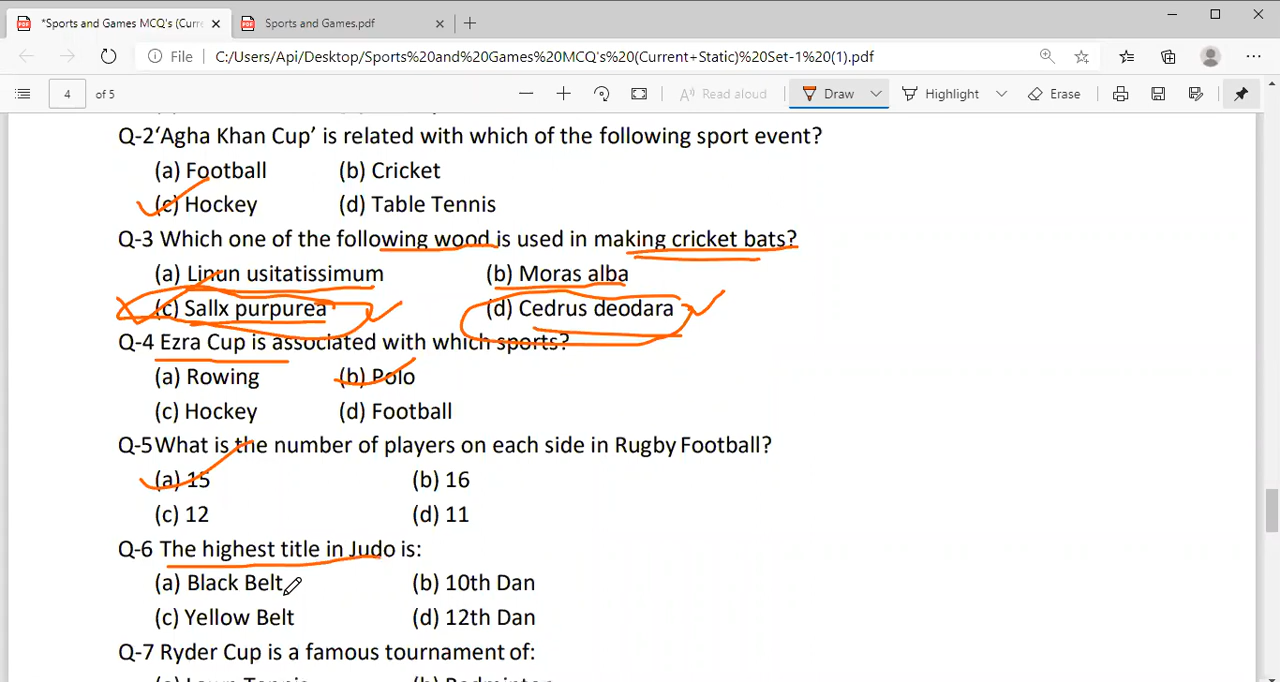 *Sports and Games MCQ's (Curre
Sports and Games.pdf
File C:/Users/Api/Desktop/Sports%20and%20Games%20MCQ's%20(Current+Static)%20Set-1%20(1).pdf
4 of 5
Read aloud Draw Highlight Erase
Q-2'Agha Khan Cup' is related with which of the following sport event?
(a) Football (b) Cricket
(c) Hockey (d) Table Tennis
Q-3 Which one of the following wood is used in making cricket bats?
(a) Linun usitatissimum (b) Moras alba
(c) Sallx purpurea (d) Cedrus deodara
Q-4 Ezra Cup is associated with which sports?
(a) Rowing (b) Polo
(c) Hockey (d) Football
Q-5What is the number of players on each side in Rugby Football?
(a) 15 (b) 16
(c) 12 (d) 11
Q-6 The highest title in Judo is:
(a) Black Belt (b) 10th Dan
(c) Yellow Belt (d) 12th Dan
Q-7 Ryder Cup is a famous tournament of:
(a) Lawn Tennis (b) Badminton